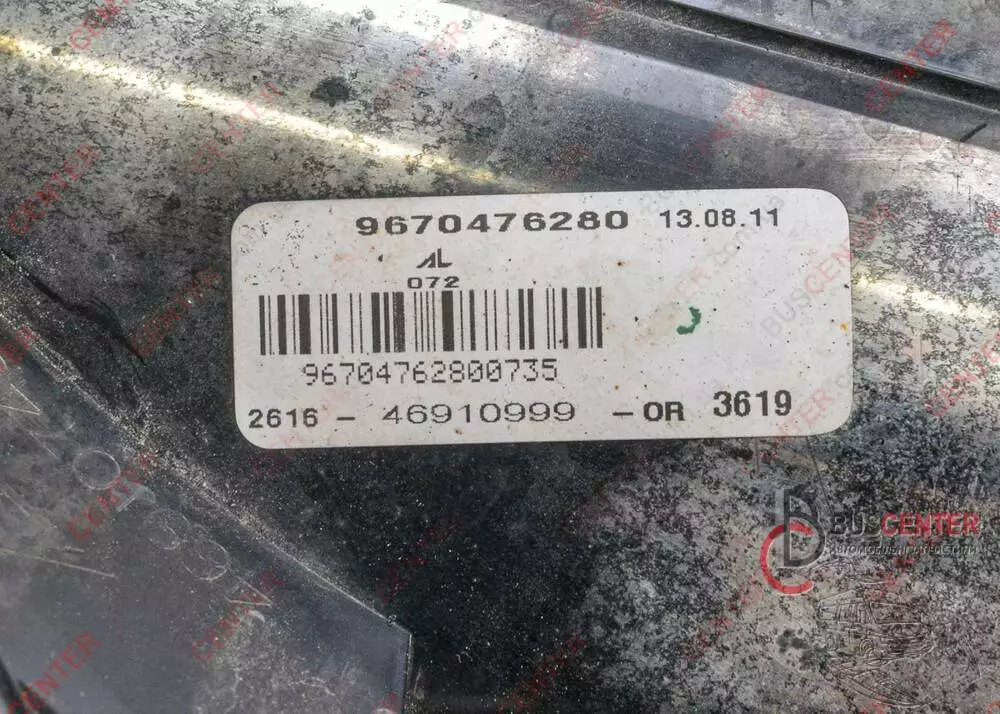 9670476280 13.08.11
AL
072
96704762800735
2616 - 46910999 - OR 3619
BUSCENTER